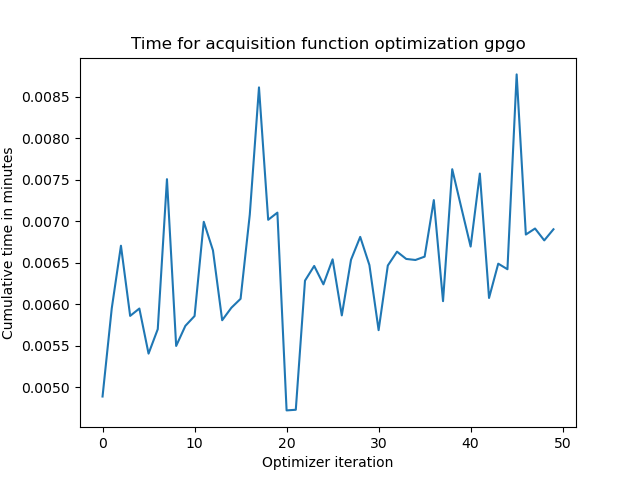 Time for acquisition function optimization gpgo
Cumulative time in minutes
0.0085
0.0080
0.0075
0.0070
0.0065
0.0060
0.0055
0.0050
0 10 20 30 40 50
Optimizer iteration